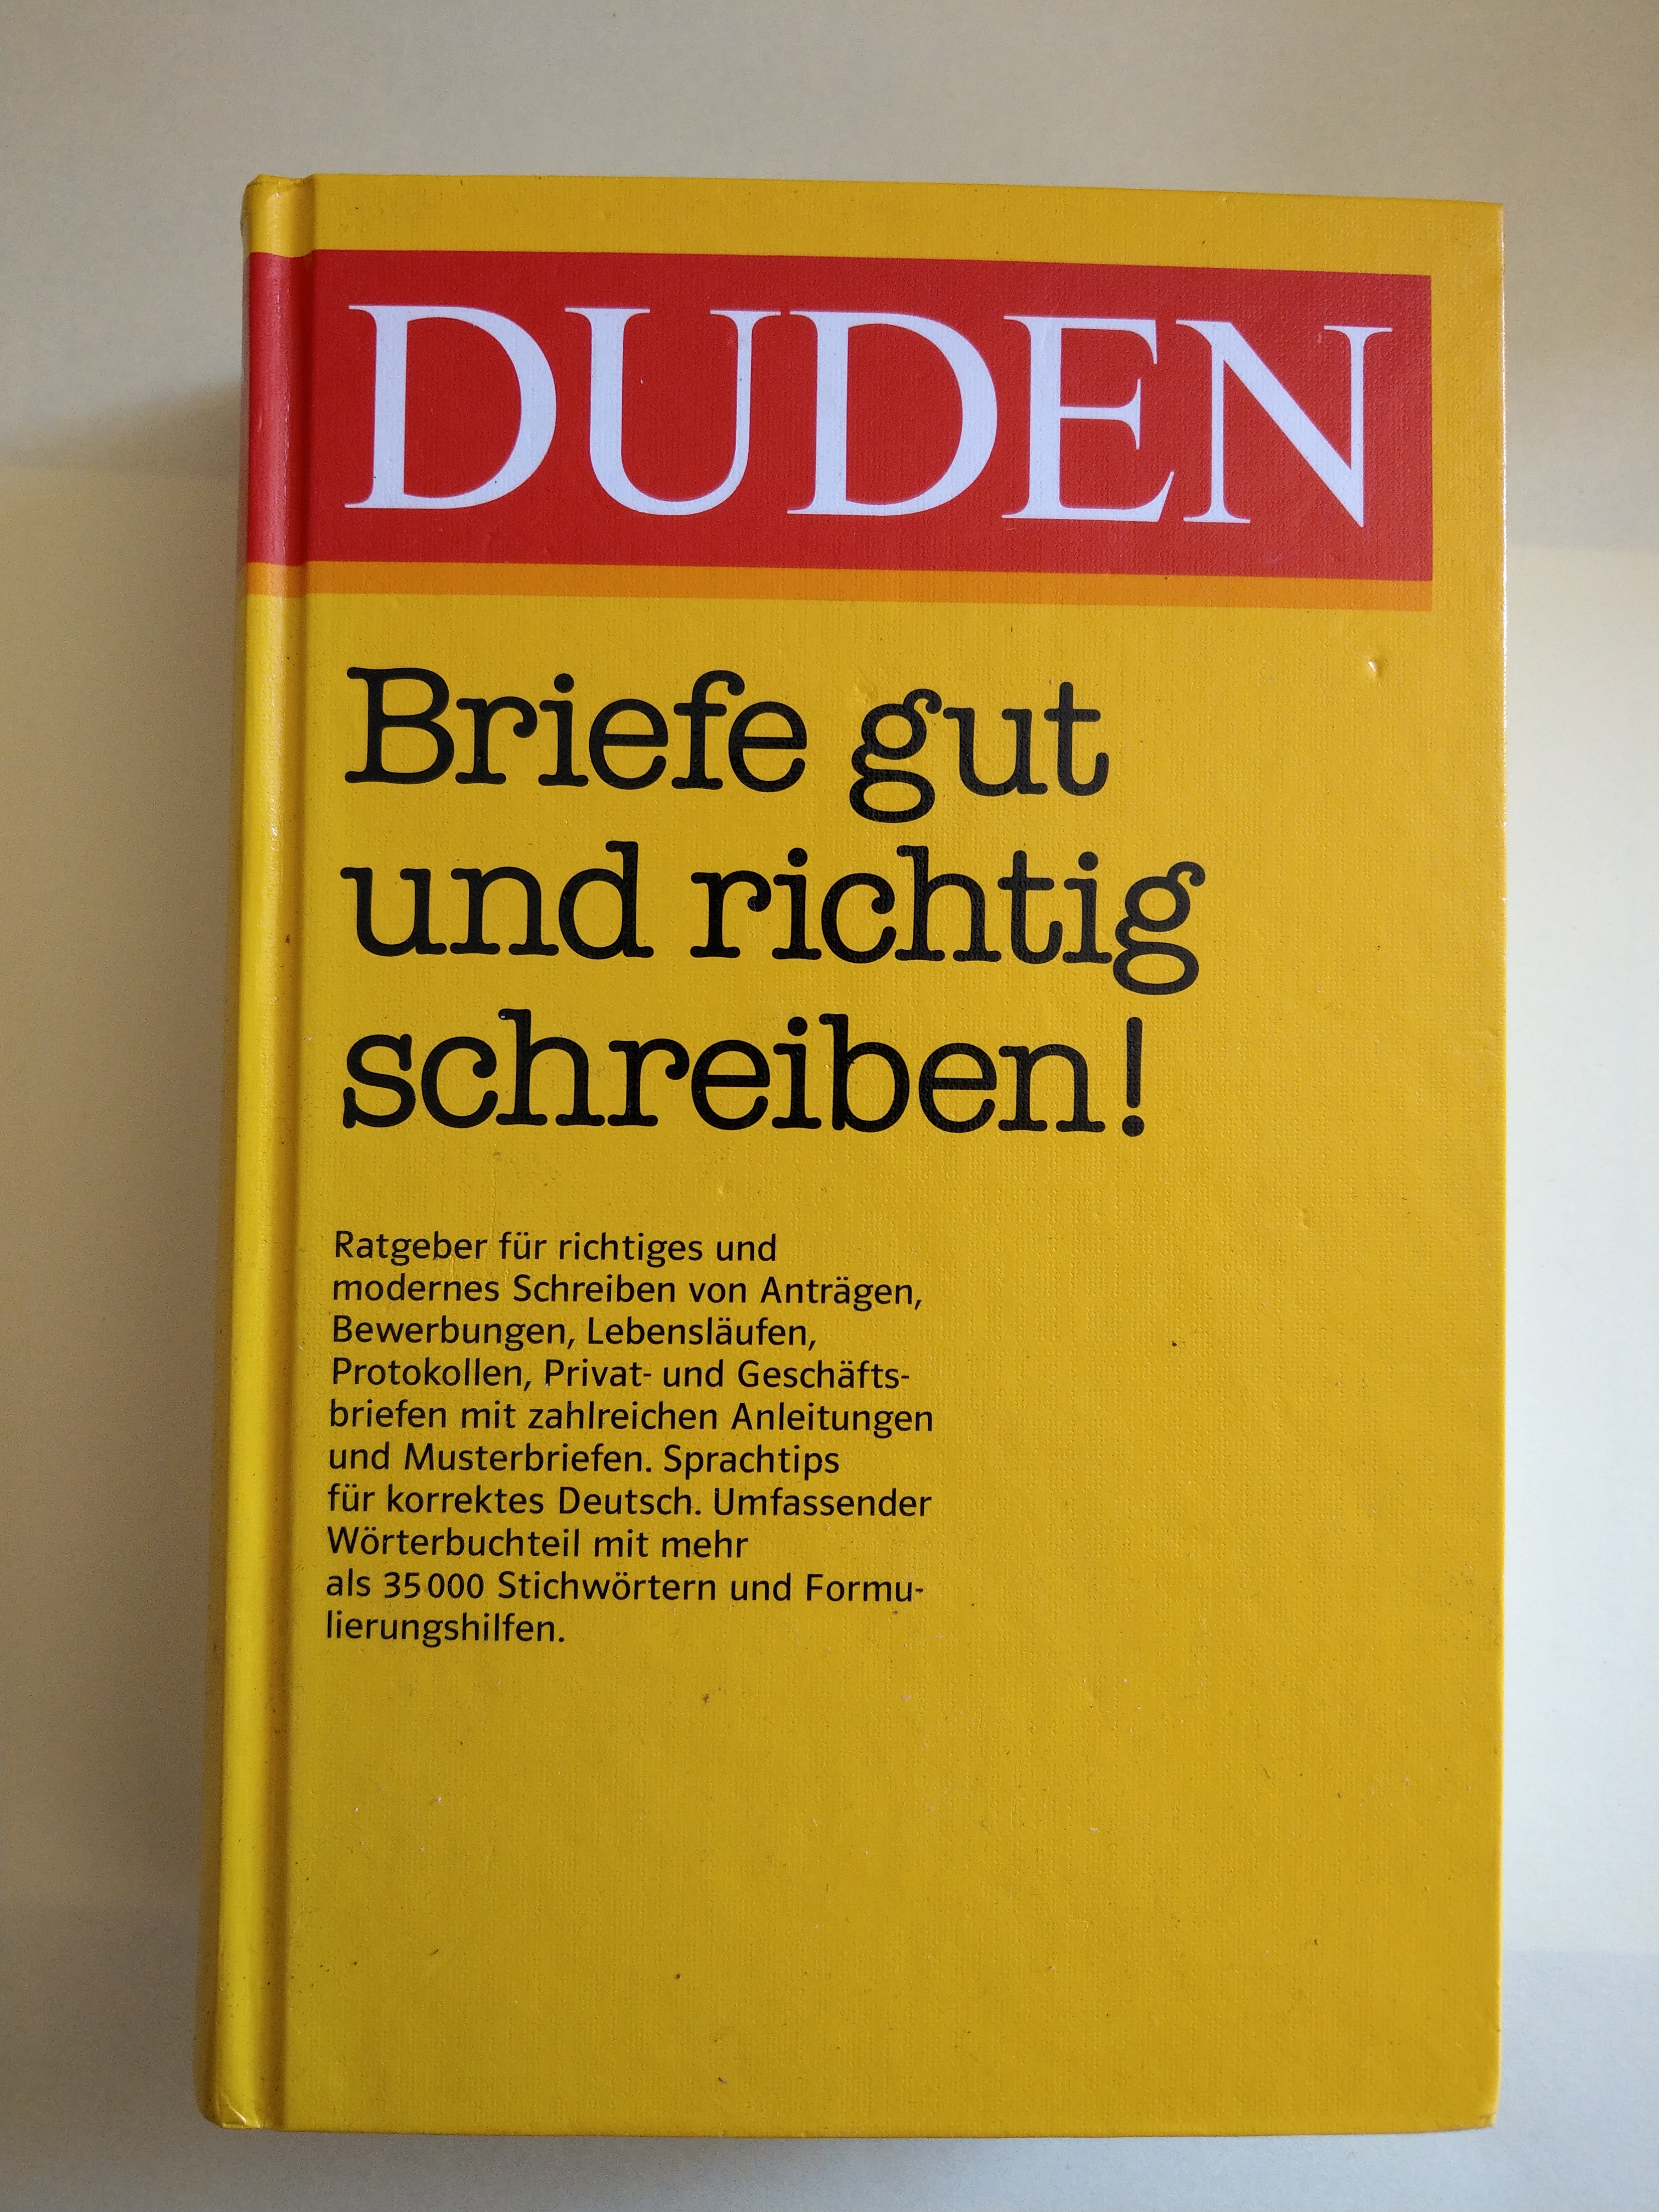 DUDEN
Briefe gut
und richtig
schreiben!
Ratgeber für richtiges und
modernes Schreiben von Anträgen,
Bewerbungen, Lebensläufen,
Protokollen, Privat- und Geschäfts-
briefen mit zahlreichen Anleitungen
und Musterbriefen. Sprachtips
für korrektes Deutsch. Umfassender
Wörterbuchteil mit mehr
als 35 000 Stichwörtern und Formu-
lierungshilfen.